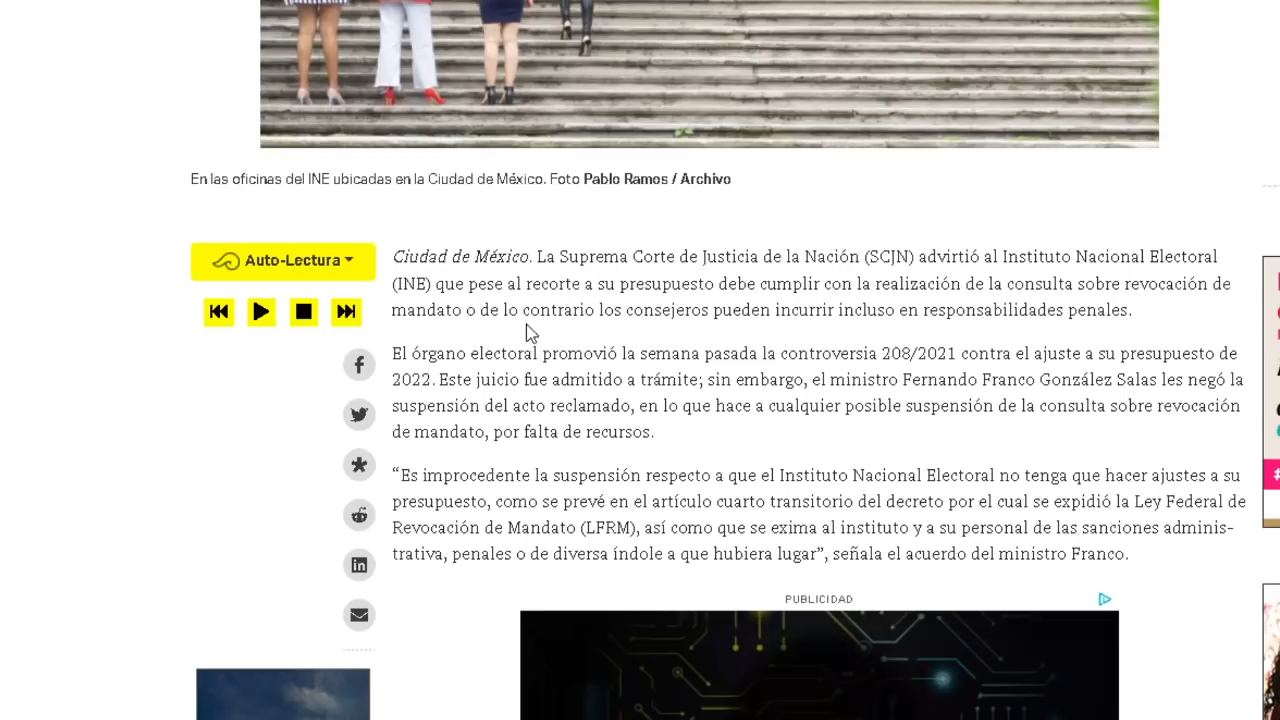 En las oficinas del INE ubicadas en la Ciudad de México. Foto Pablo Ramos / Archivo
Auto-Lectura
Ciudad de México. La Suprema Corte de Justicia de la Nación (SCJN) advirtió al Instituto Nacional Electoral
(INE) que pese al recorte a su presupuesto debe cumplir con la realización de la consulta sobre revocación de
mandato o de lo contrario los consejeros pueden incurrir incluso en responsabilidades penales.
El órgano electoral promovió la semana pasada la controversia 208/2021 contra el ajuste a su presupuesto de
2022. Este juicio fue admitido a trámite; sin embargo, el ministro Fernando Franco González Salas les negó la
suspensión del acto reclamado, en lo que hace a cualquier posible suspensión de la consulta sobre revocación
de mandato, por falta de recursos.
“Es improcedente la suspensión respecto a que el Instituto Nacional Electoral no tenga que hacer ajustes a su
presupuesto, como se prevé en el artículo cuarto transitorio del decreto por el cual se expidió la Ley Federal de
Revocación de Mandato (LFRM), así como que se exima al instituto y a su personal de las sanciones adminis-
trativa, penales o de diversa índole a que hubiera lugar”, señala el acuerdo del ministro Franco.
PUBLICIDAD